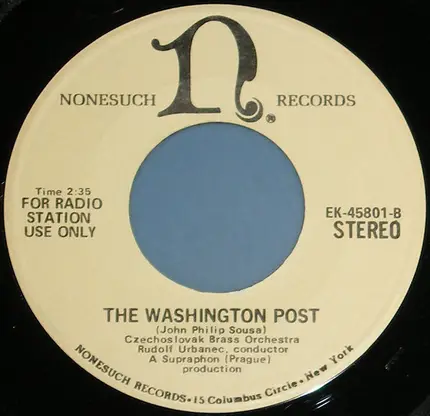 n
NONESUCH RECORDS
®
Time 2:35
FOR RADIO
STATION
USE ONLY
EK-45801-B
STEREO
THE WASHINGTON POST
(John Philip Sousa)
Czechoslovak Brass Orchestra
Rudolf Urbanec, conductor
A Supraphon (Prague)
production
NONESUCH RECORDS • 15 Columbus Circle • New York